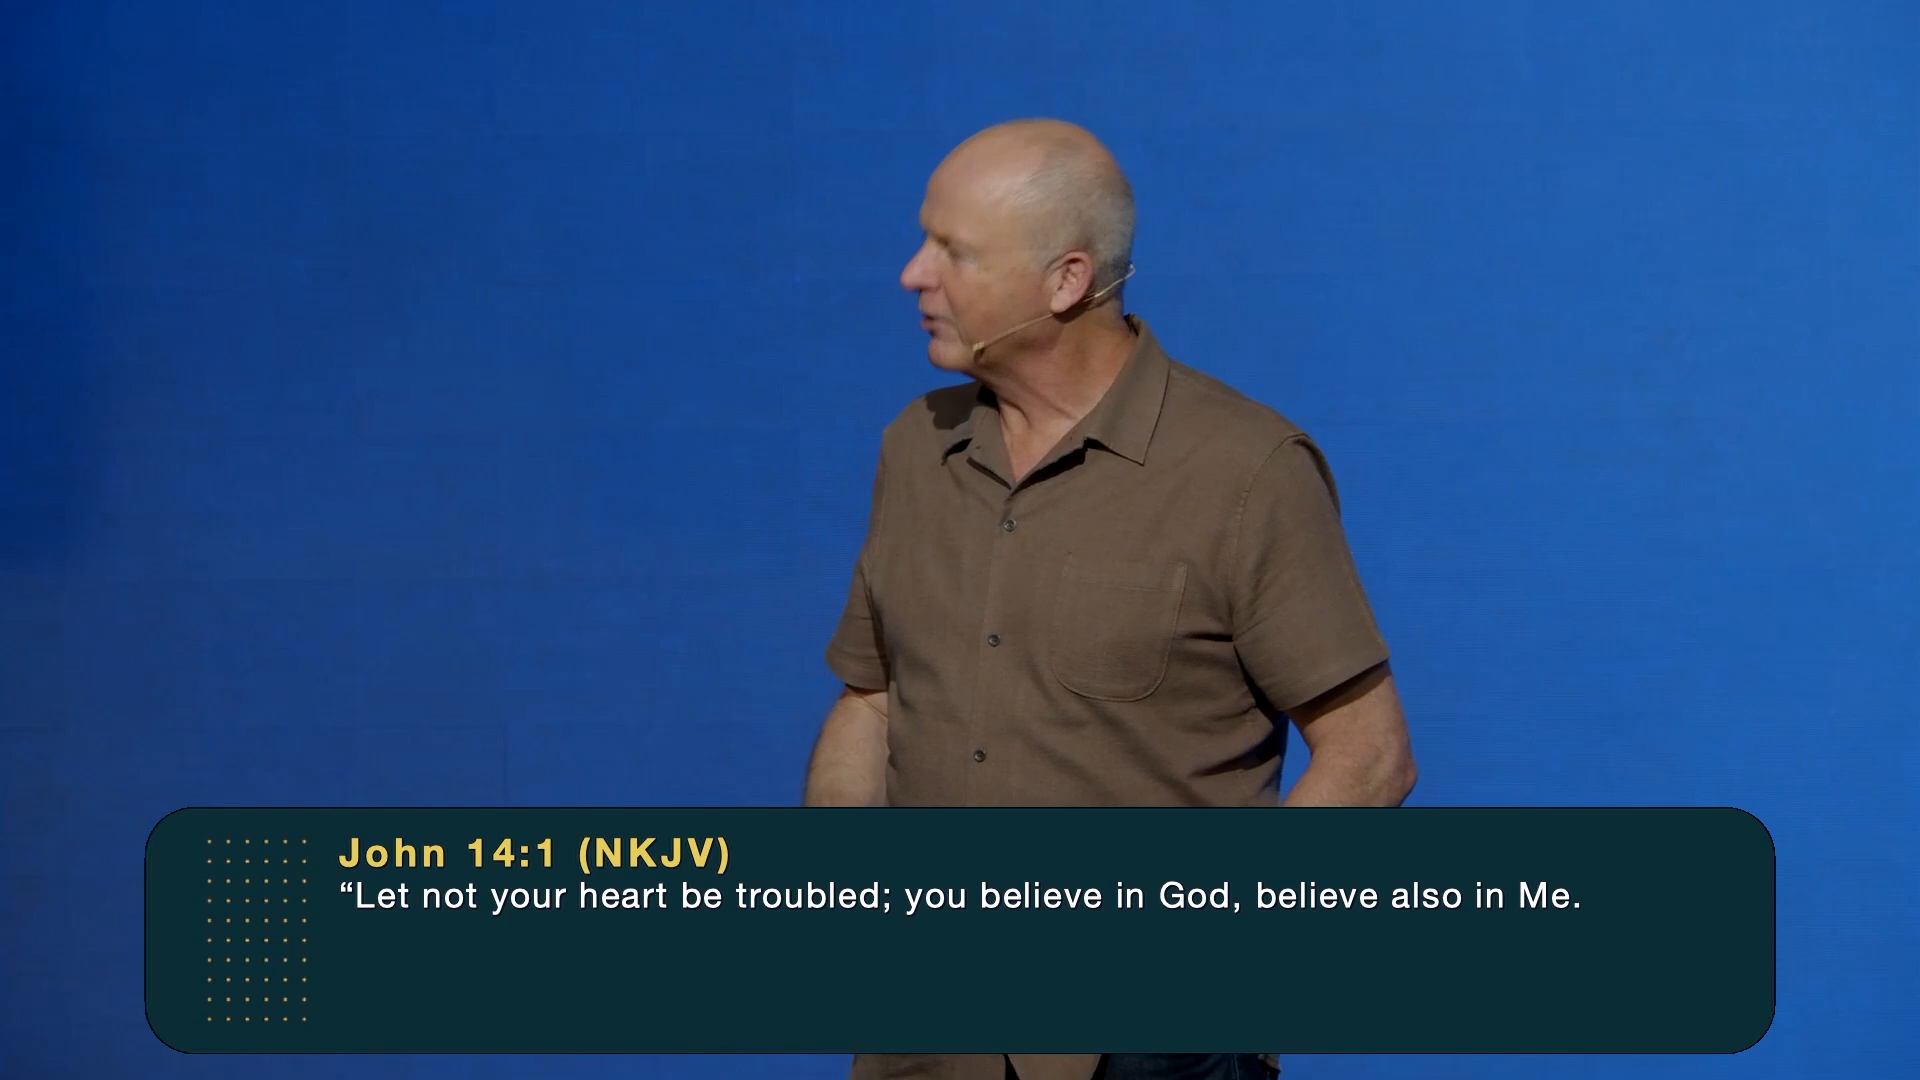 John 14:1 (NKJV)
“Let not your heart be troubled; you believe in God, believe also in Me.